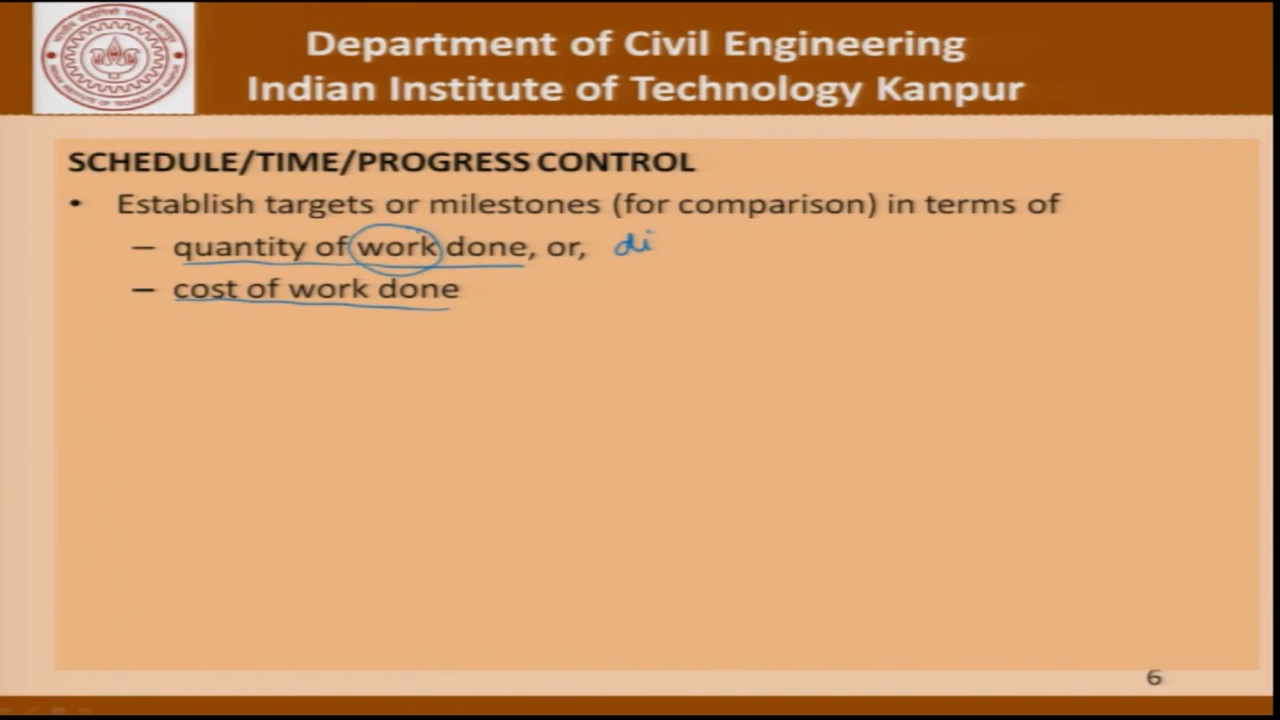 Department of Civil Engineering
Indian Institute of Technology Kanpur
SCHEDULE/TIME/PROGRESS CONTROL
• Establish targets or milestones (for comparison) in terms of
– quantity of work done, or, di
– cost of work done
6